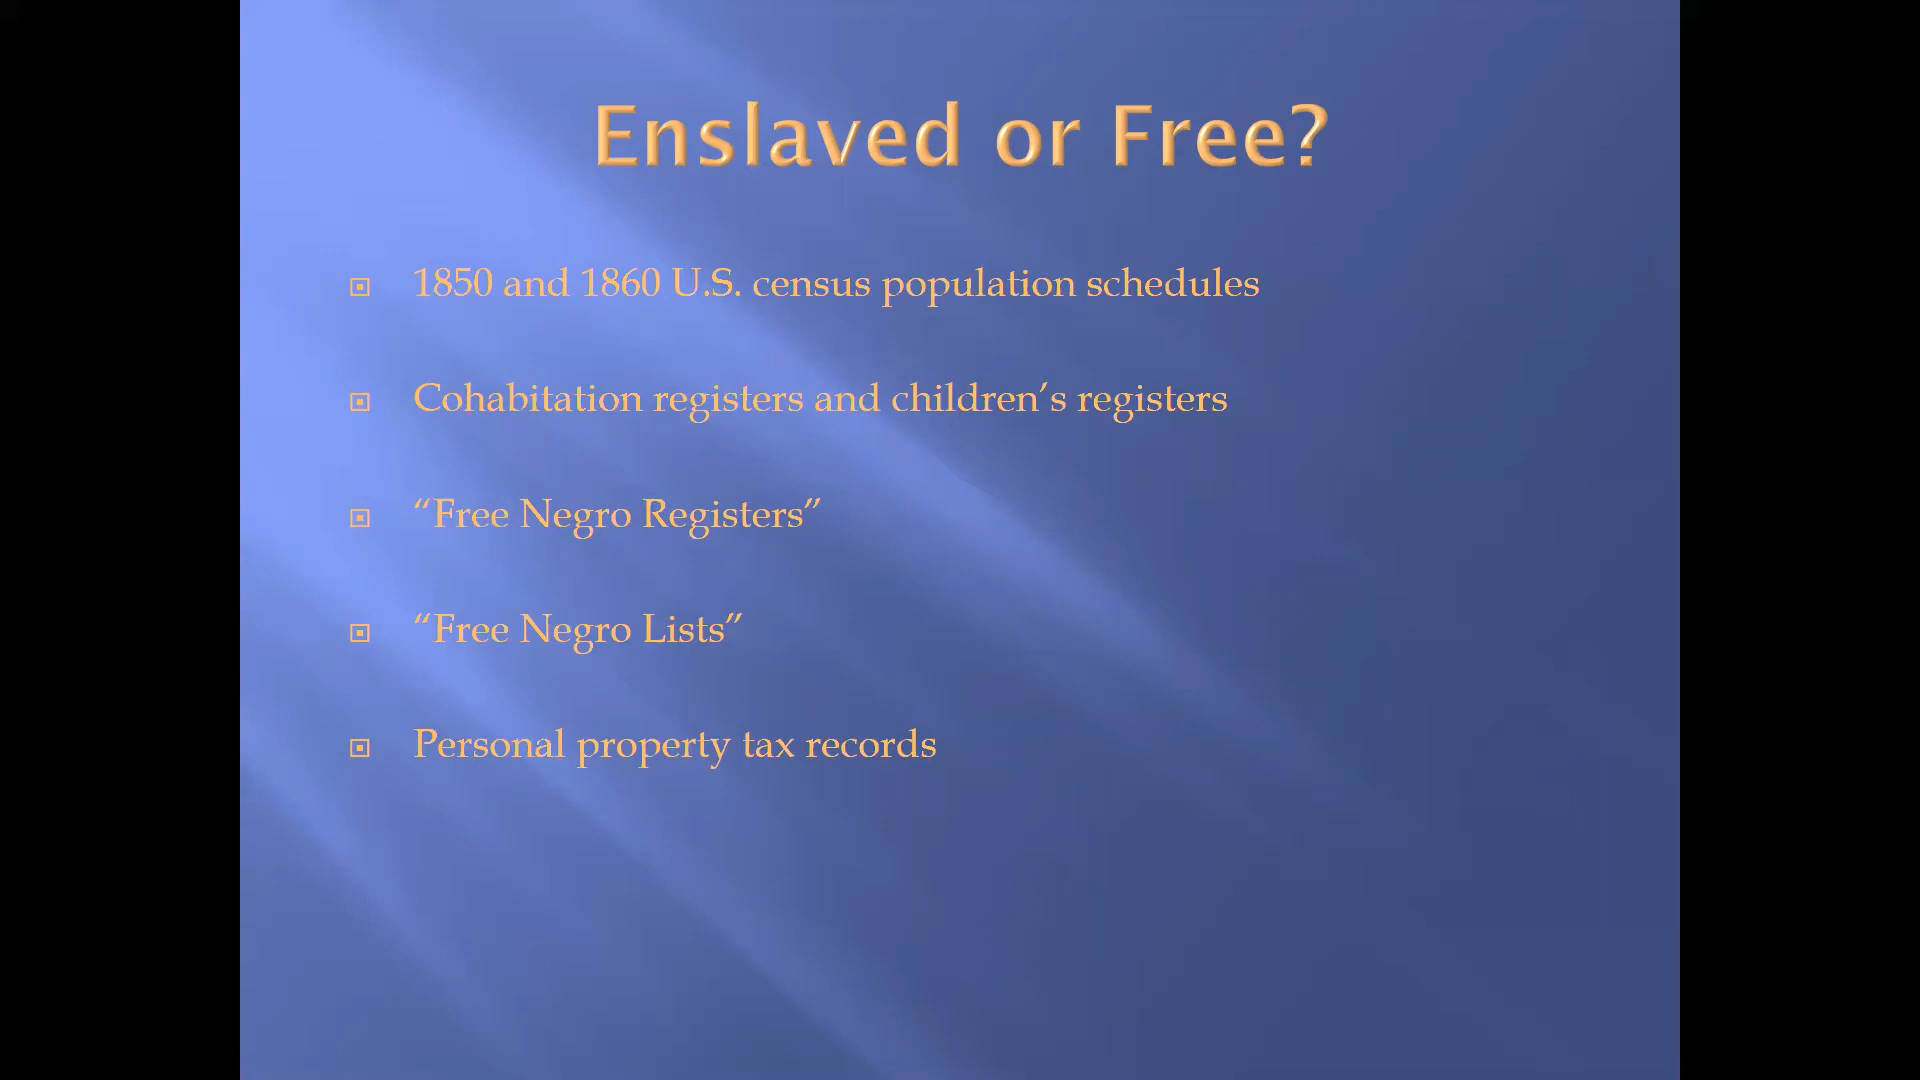 Enslaved or Free?
1850 and 1860 U.S. census population schedules
Cohabitation registers and children’s registers
“Free Negro Registers”
“Free Negro Lists”
Personal property tax records